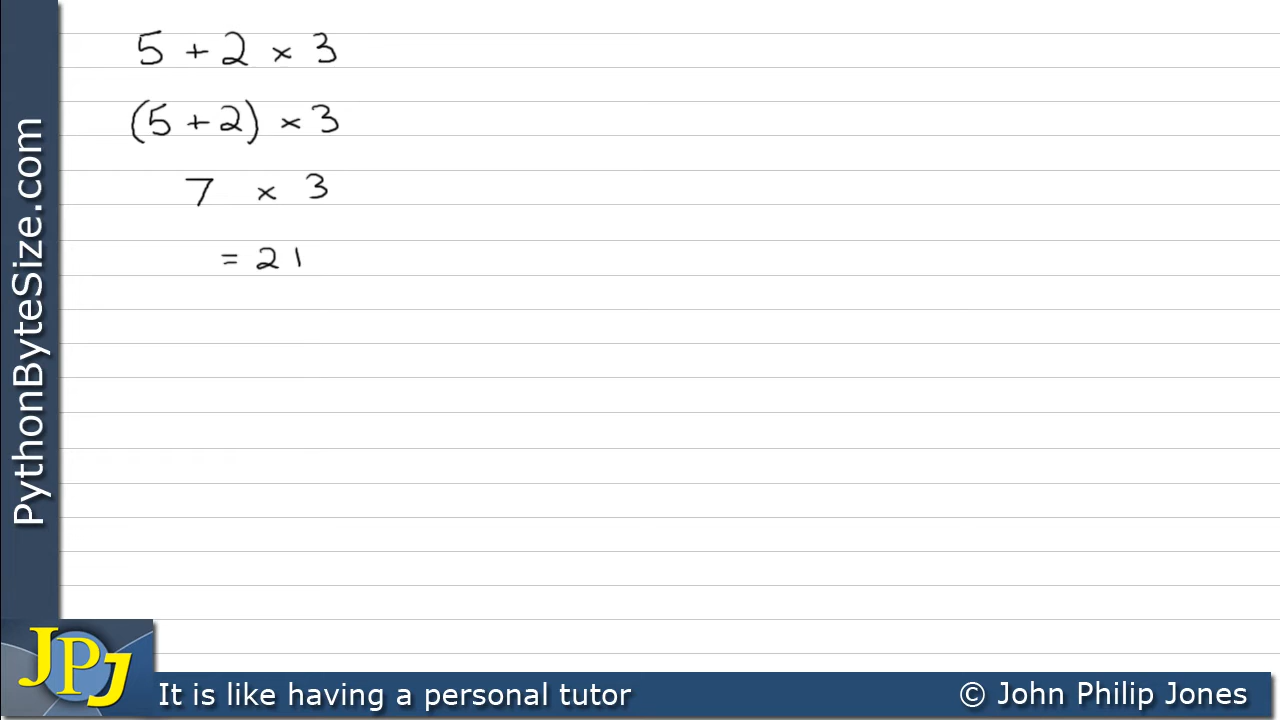 5 + 2 × 3
(5 + 2) × 3
7 × 3
= 21
PythonByteSize.com
JPJ
It is like having a personal tutor
© John Philip Jones